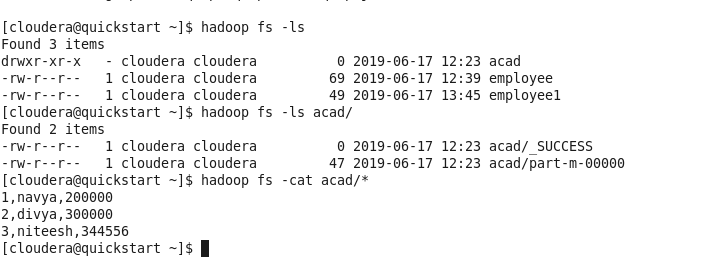 [cloudera@quickstart ~]$ hadoop fs -ls
Found 3 items
drwxr-xr-x   - cloudera cloudera          0 2019-06-17 12:23 acad
-rw-r--r--   1 cloudera cloudera         69 2019-06-17 12:39 employee
-rw-r--r--   1 cloudera cloudera         49 2019-06-17 13:45 employee1
[cloudera@quickstart ~]$ hadoop fs -ls acad/
Found 2 items
-rw-r--r--   1 cloudera cloudera          0 2019-06-17 12:23 acad/_SUCCESS
-rw-r--r--   1 cloudera cloudera         47 2019-06-17 12:23 acad/part-m-00000
[cloudera@quickstart ~]$ hadoop fs -cat acad/*
1,navya,200000
2,divya,300000
3,niteesh,344556
[cloudera@quickstart ~]$